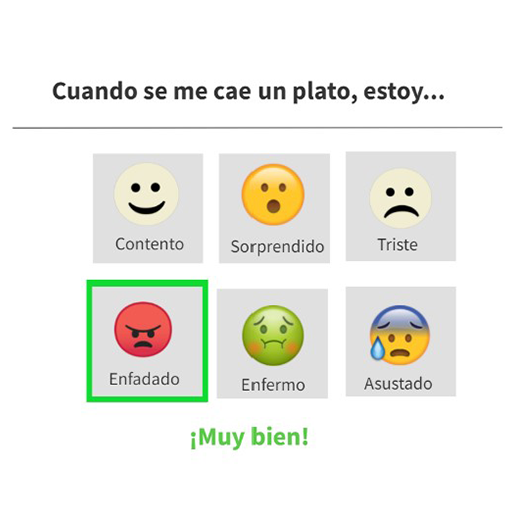 Cuando se me cae un plato, estoy...
Contento
Sorprendido
Triste
Enfadado
Enfermo
Asustado
¡Muy bien!